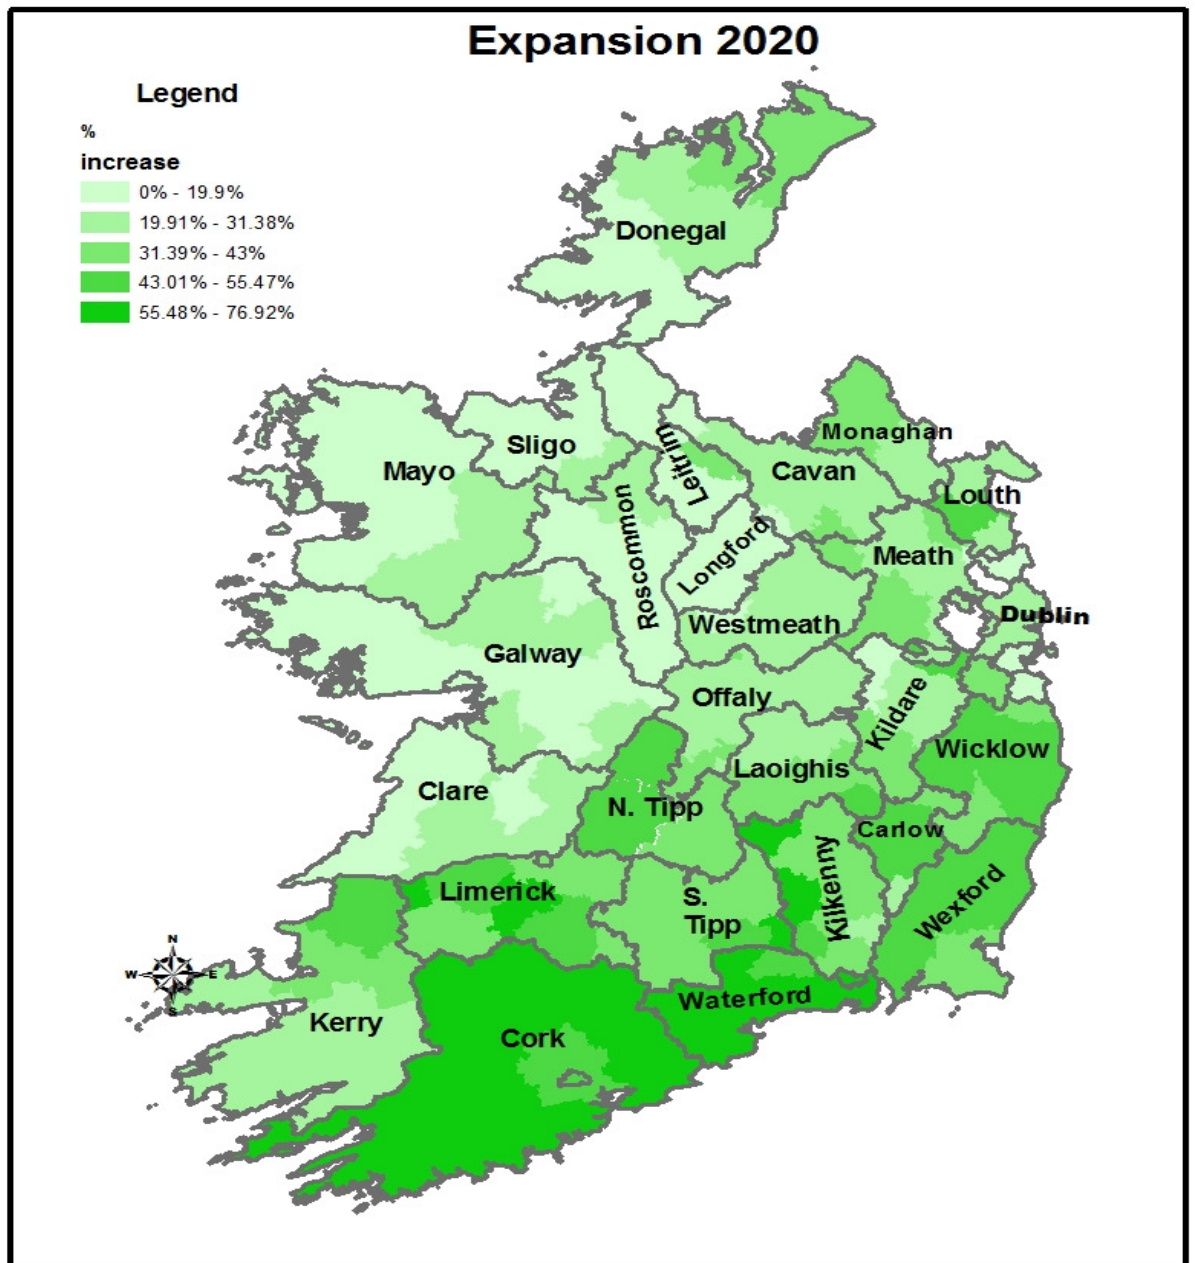 Expansion 2020
Legend
%
increase
0% - 19.9%
19.91% - 31.38%
31.39% - 43%
43.01% - 55.47%
55.48% - 76.92%
Donegal
Monaghan
Sligo
Leitrim
Cavan
Mayo
Louth
Roscommon
Longford
Meath
Dublin
Westmeath
Galway
Offaly
Kildare
Wicklow
Laoighis
Clare
N. Tipp
Carlow
Limerick
S.
Tipp
Kilkenny
Wexford
N
W
E
S
Waterford
Kerry
Cork